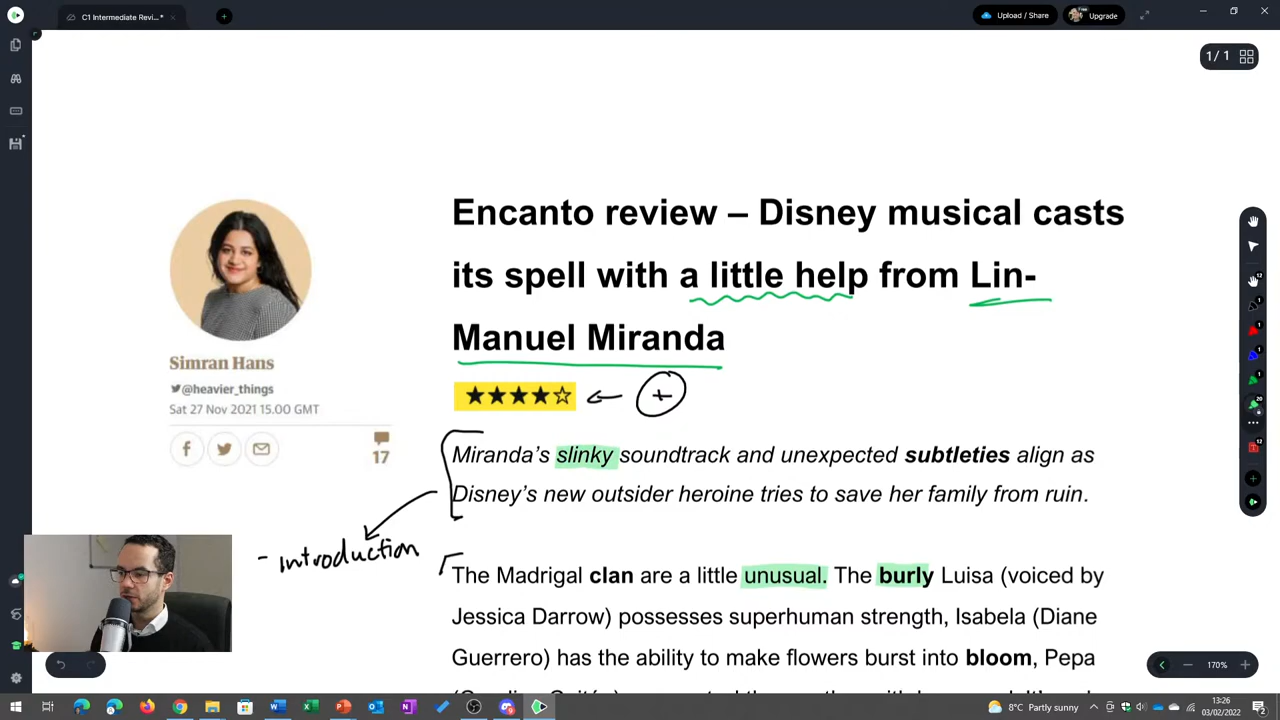 C1 Intermediate Revi...*
Upload / Share
Free
Upgrade
1 / 1
Encanto review – Disney musical casts
its spell with a little help from Lin-
Manuel Miranda
★★★★☆ ← +
Simran Hans
@heavier_things
Sat 27 Nov 2021 15.00 GMT
17
Miranda's slinky soundtrack and unexpected subtleties align as
Disney's new outsider heroine tries to save her family from ruin.
- introduction
The Madrigal clan are a little unusual. The burly Luisa (voiced by
Jessica Darrow) possesses superhuman strength, Isabela (Diane
Guerrero) has the ability to make flowers burst into bloom, Pepa
170%
8°C Partly sunny
13:26
03/02/2022